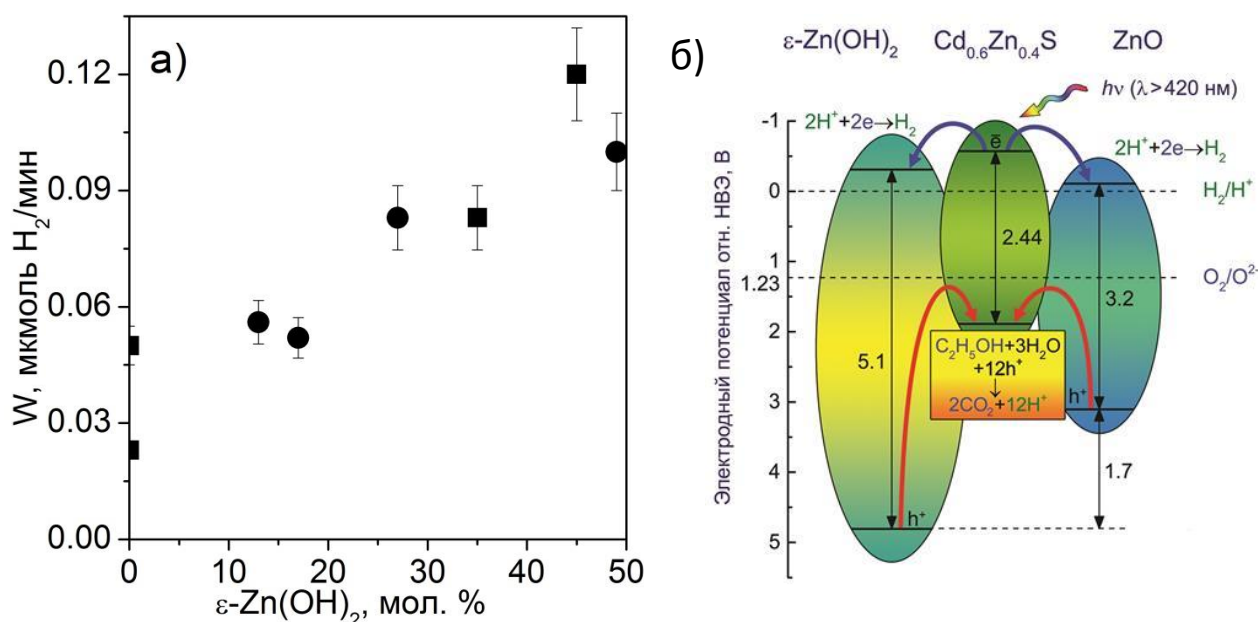 а)
W, мкмоль H₂/мин
0.12
0.09
0.06
0.03
0.00
0
10
20
30
40
50
ε-Zn(OH)₂, мол. %
б)
ε-Zn(OH)₂
Cd₀.₆Zn₀.₄S
ZnO
hν (λ>420 нм)
2H⁺+2e→H₂
ē
2H⁺+2e→H₂
H₂/H⁺
O₂/O²⁻
Электродный потенциал отн. НВЭ, В
-1
0
1
1.23
2
3
4
5
5.1
2.44
3.2
1.7
C₂H₅OH+3H₂O
+12h⁺
↓
2CO₂+12H⁺
h⁺
h⁺